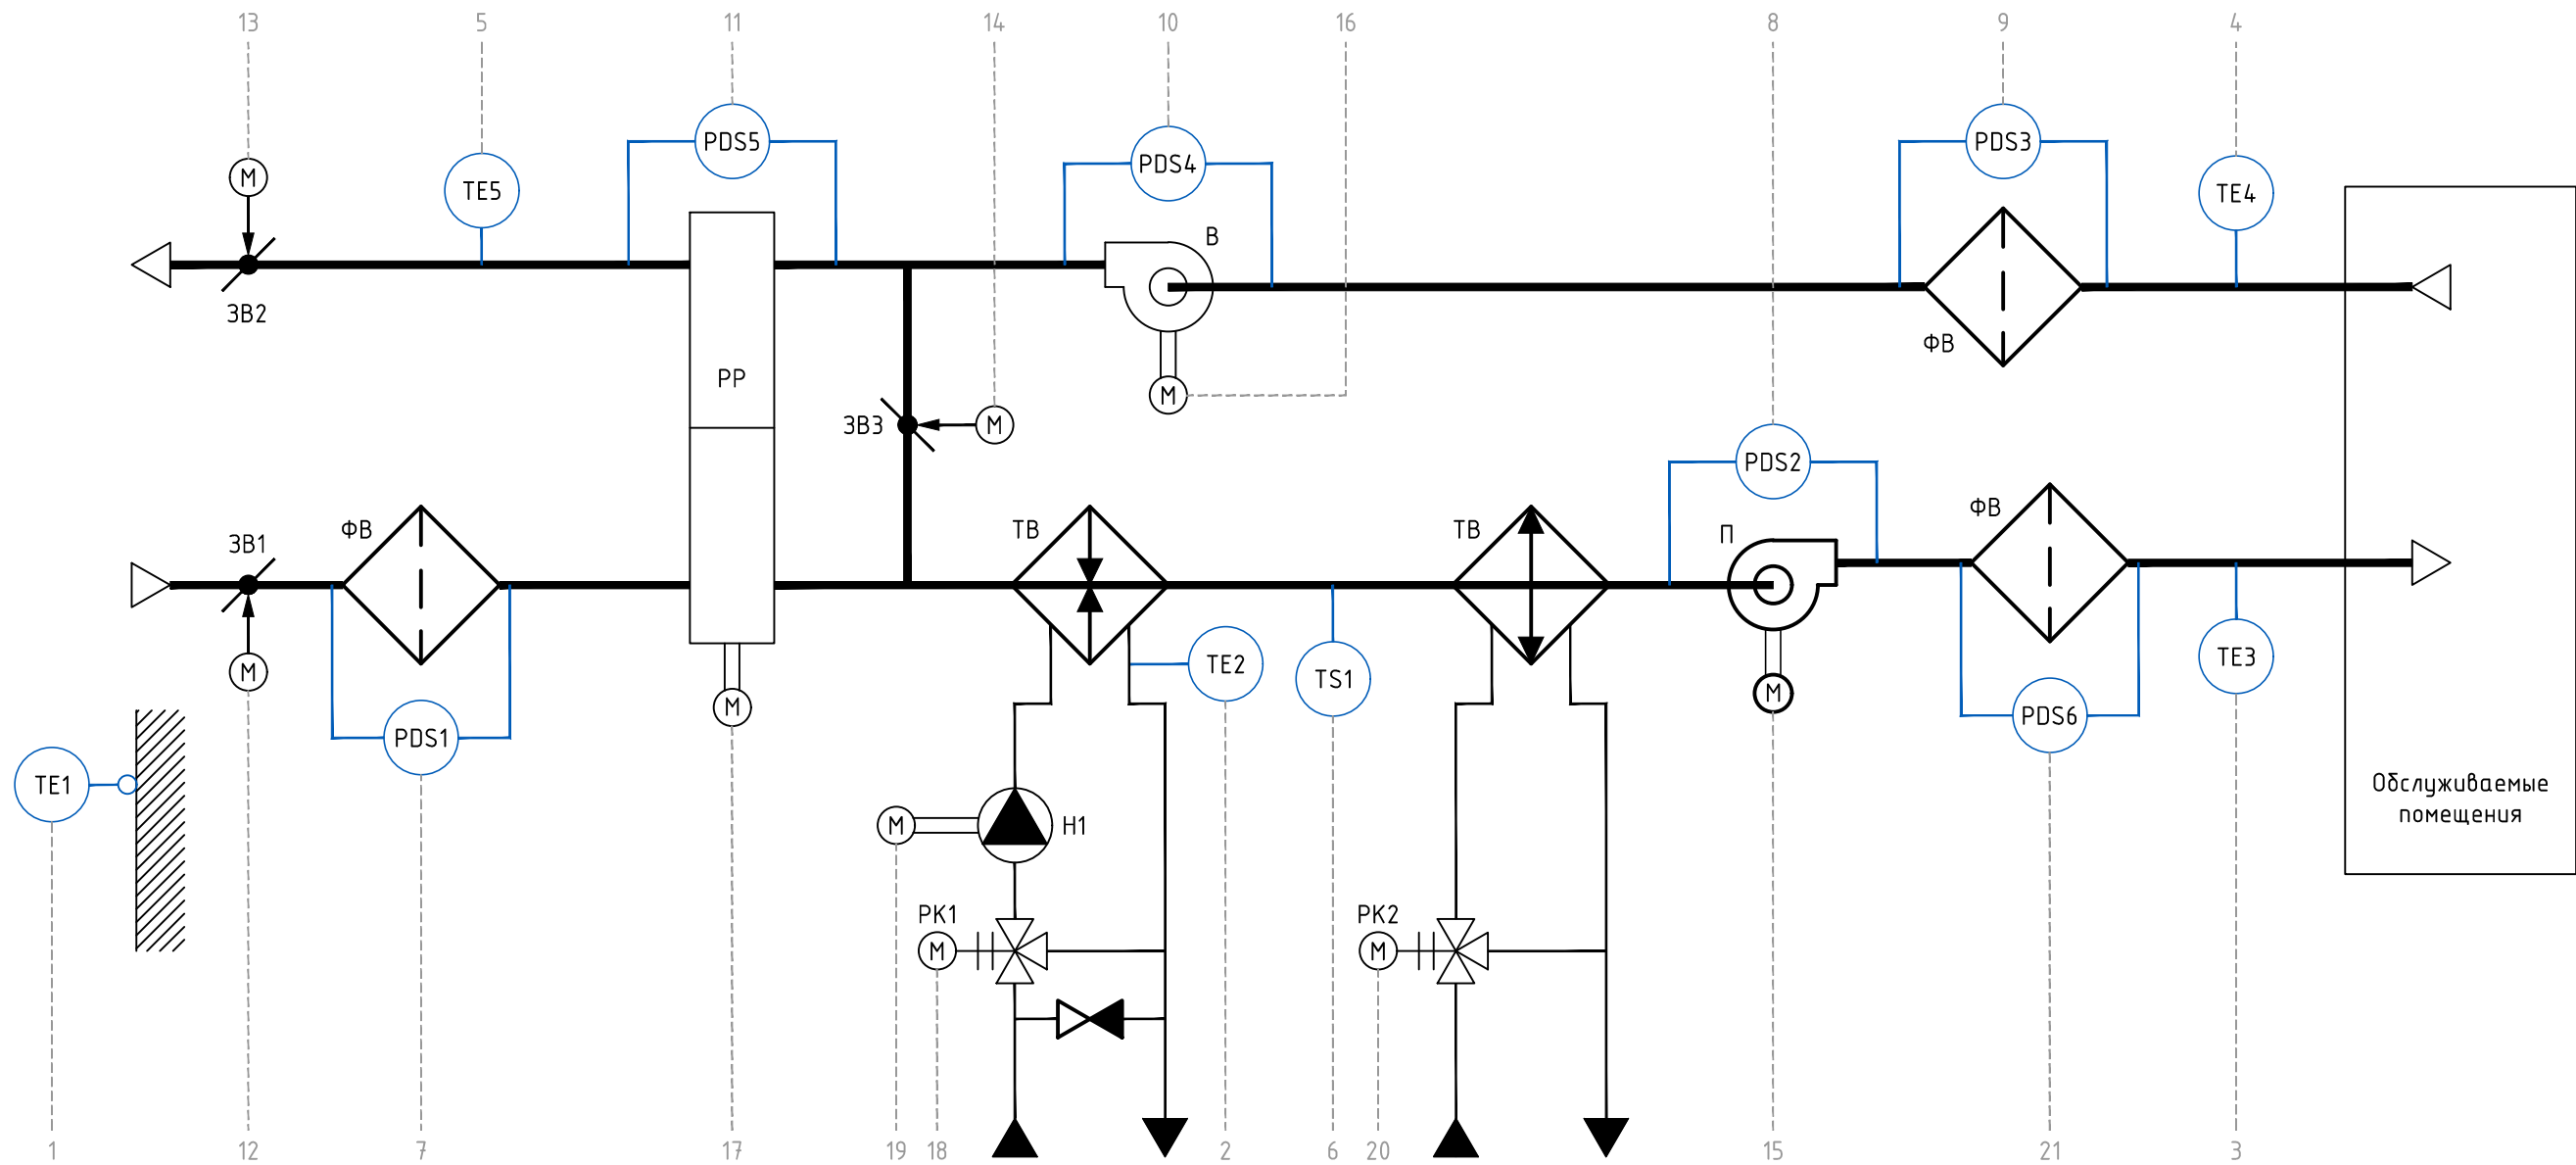 13 5 11 14 10 16 8 9 4
PDS5 PDS4 PDS3
M TE5 TE4
В
ЗВ2
ФВ
РР
M
ЗВ3 M
PDS2
ЗВ1 ФВ ТВ ТВ П ФВ
M TE2 TS1 M TE3
M
PDS1 PDS6
TE1
Обслуживаемые
помещения
M Н1
РК1 РК2
M M
1 12 7 17 19 18 2 6 20 15 21 3